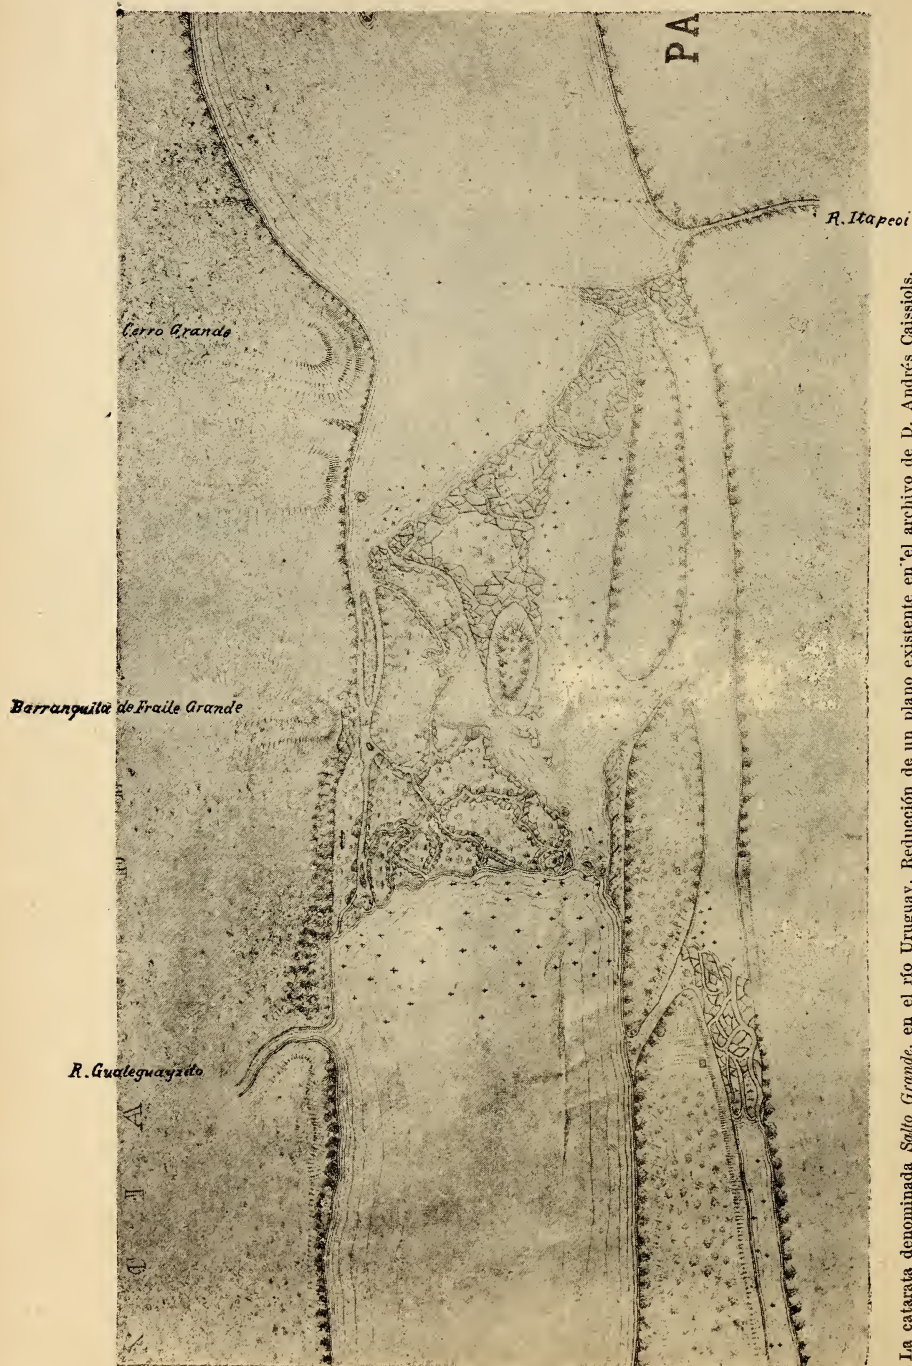 PA
R. Itapeoi
Cerro Grande
Barranquita de Fraile Grande
R. Gualeguayzito
A
E
D
La catarata denominada Salto Grande, en el río Uruguay. Reducción de un plano existente en el archivo de D. Andrés Caissiols.